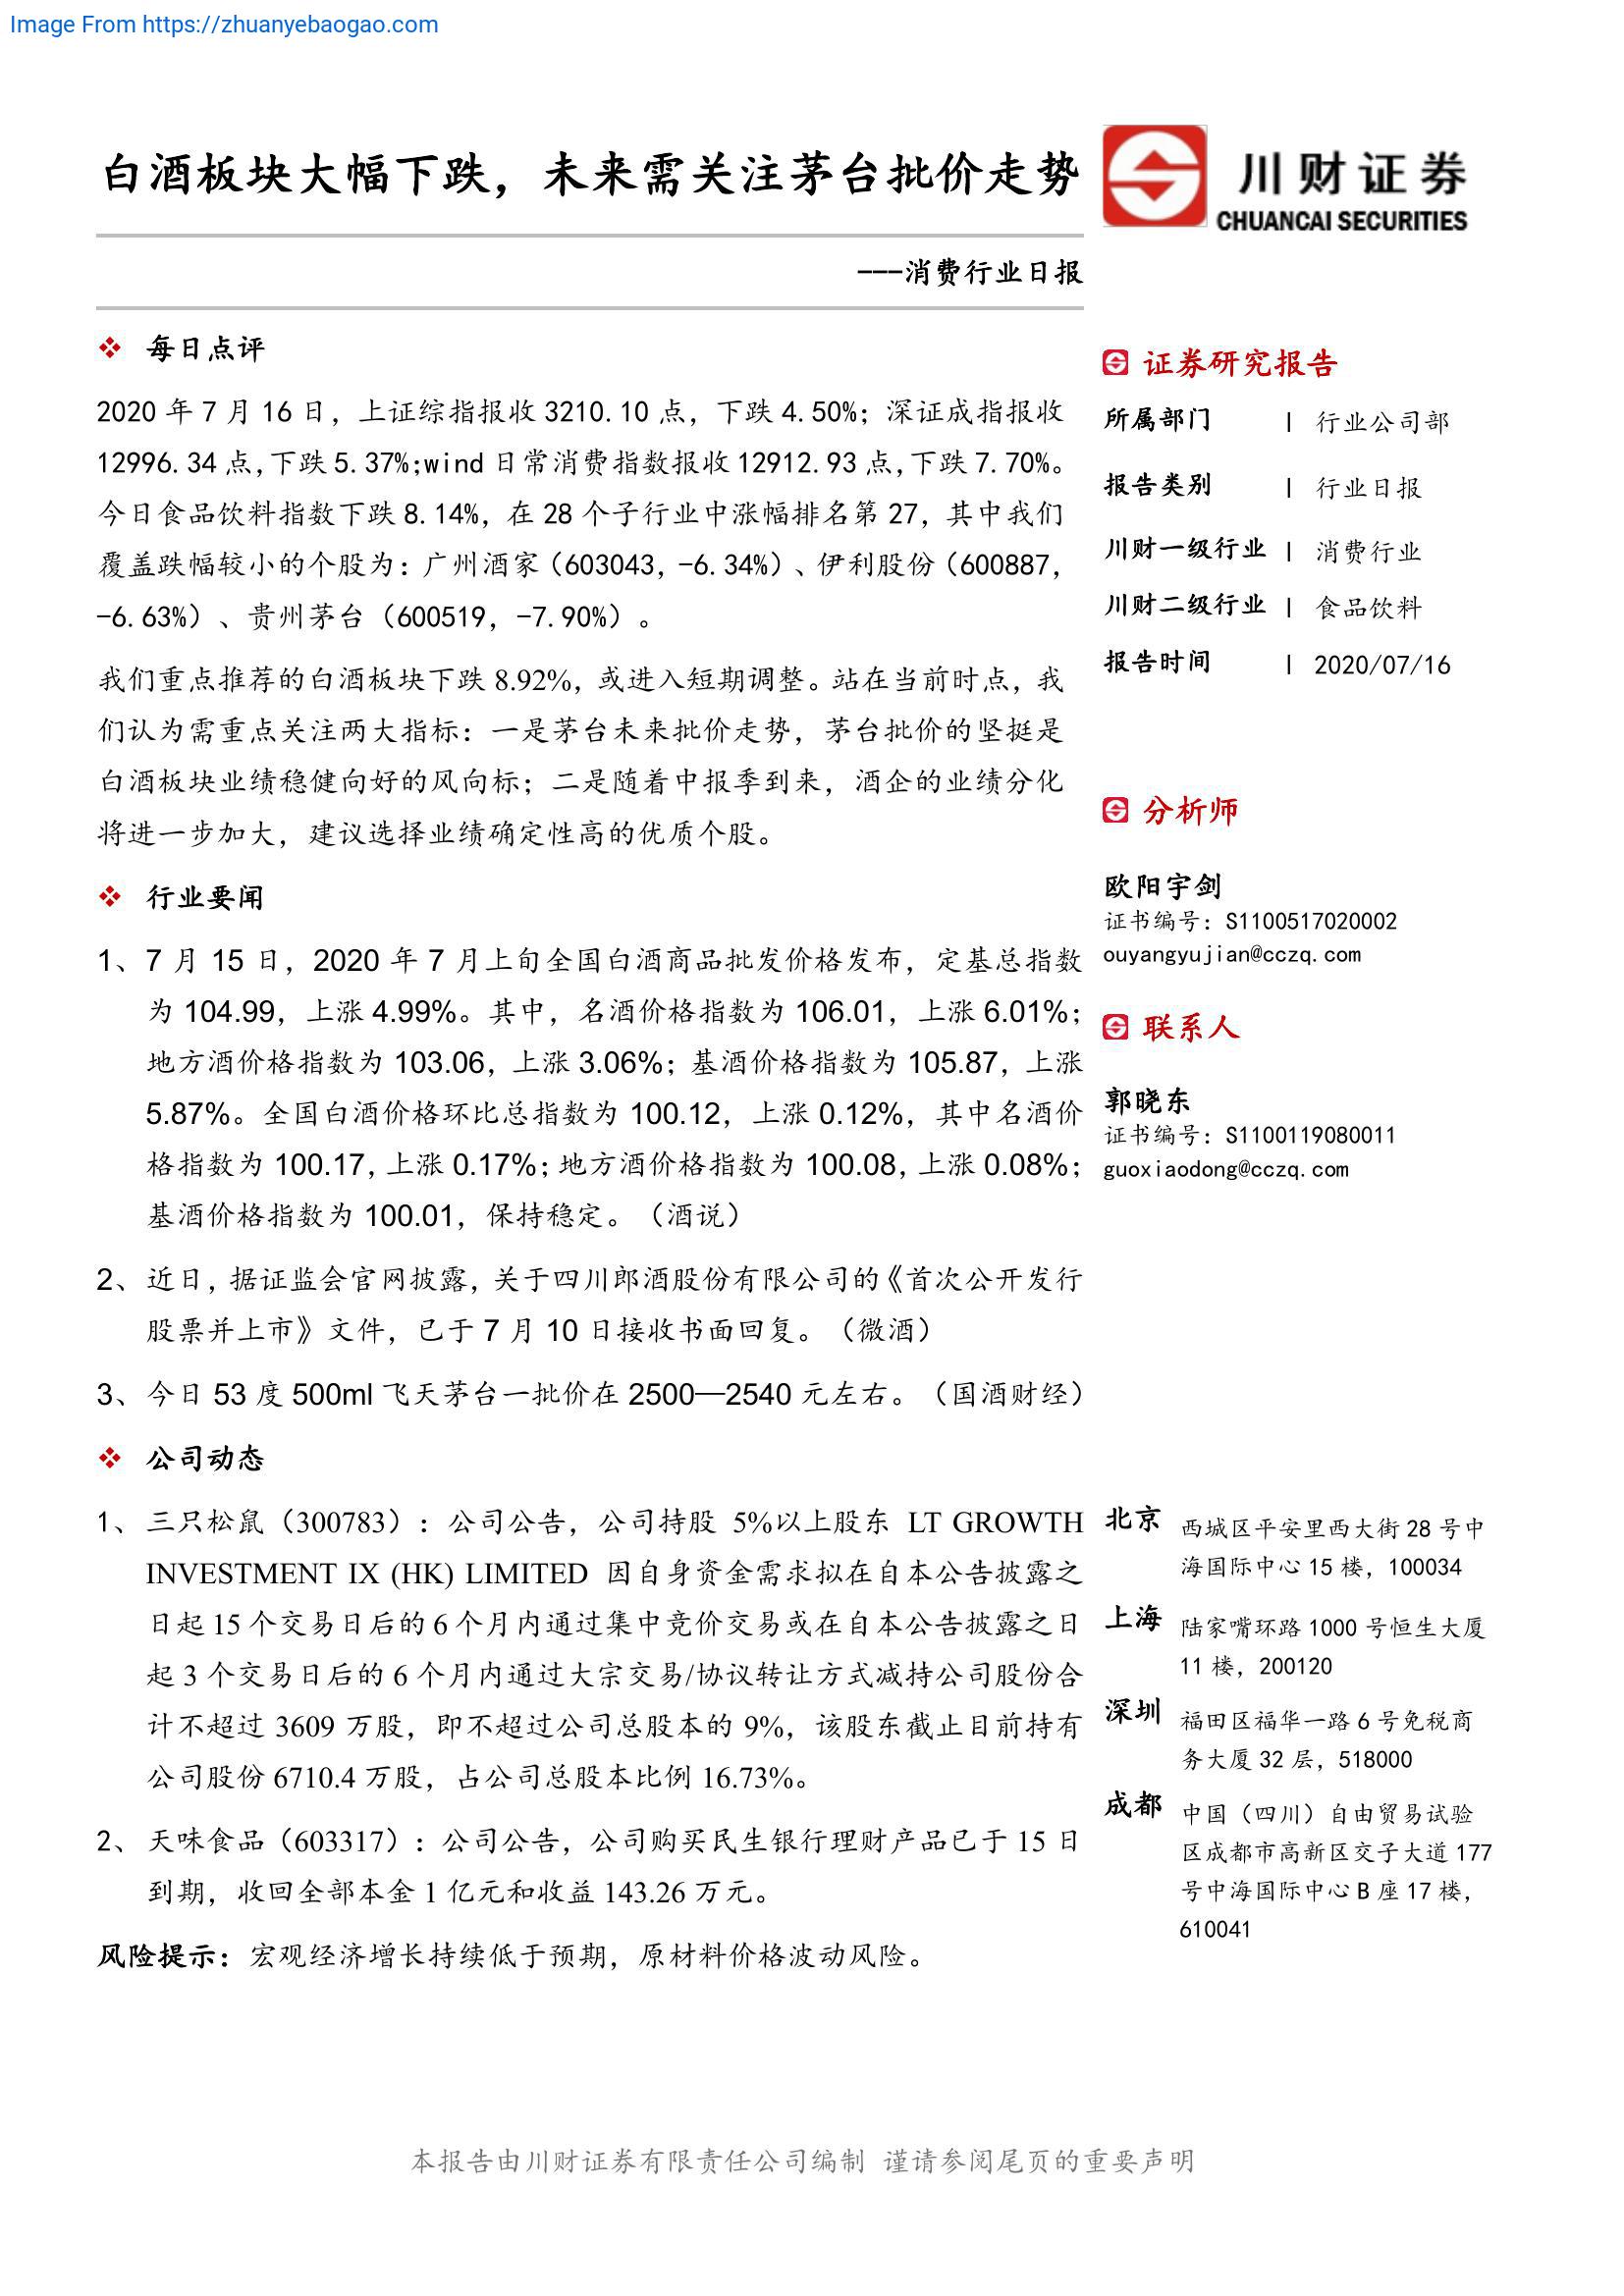 Image From https://zhuanyebaogao.com
白酒板块大幅下跌，未来需关注茅台批价走势
川财证券
CHUANCAI SECURITIES
---消费行业日报
❖ 每日点评
2020 年 7 月 16 日，上证综指报收 3210.10 点，下跌 4.50%；深证成指报收
12996.34 点，下跌 5.37%;wind 日常消费指数报收 12912.93 点，下跌 7.70%。
今日食品饮料指数下跌 8.14%，在 28 个子行业中涨幅排名第 27，其中我们
覆盖跌幅较小的个股为：广州酒家（603043，-6.34%）、伊利股份（600887，
-6.63%）、贵州茅台（600519，-7.90%）。
我们重点推荐的白酒板块下跌 8.92%，或进入短期调整。站在当前时点，我
们认为需重点关注两大指标：一是茅台未来批价走势，茅台批价的坚挺是
白酒板块业绩稳健向好的风向标；二是随着中报季到来，酒企的业绩分化
将进一步加大，建议选择业绩确定性高的优质个股。
❖ 行业要闻
1、7 月 15 日，2020 年 7 月上旬全国白酒商品批发价格发布，定基总指数
为 104.99，上涨 4.99%。其中，名酒价格指数为 106.01，上涨 6.01%；
地方酒价格指数为 103.06，上涨 3.06%；基酒价格指数为 105.87，上涨
5.87%。全国白酒价格环比总指数为 100.12，上涨 0.12%，其中名酒价
格指数为 100.17，上涨 0.17%；地方酒价格指数为 100.08，上涨 0.08%；
基酒价格指数为 100.01，保持稳定。（酒说）
2、近日，据证监会官网披露，关于四川郎酒股份有限公司的《首次公开发行
股票并上市》文件，已于 7 月 10 日接收书面回复。（微酒）
3、今日 53 度 500ml 飞天茅台一批价在 2500—2540 元左右。（国酒财经）
❖ 公司动态
1、三只松鼠（300783）：公司公告，公司持股 5%以上股东 LT GROWTH
INVESTMENT IX (HK) LIMITED 因自身资金需求拟在自本公告披露之
日起 15 个交易日后的 6 个月内通过集中竞价交易或在自本公告披露之日
起 3 个交易日后的 6 个月内通过大宗交易/协议转让方式减持公司股份合
计不超过 3609 万股，即不超过公司总股本的 9%，该股东截止目前持有
公司股份 6710.4 万股，占公司总股本比例 16.73%。
2、天味食品（603317）：公司公告，公司购买民生银行理财产品已于 15 日
到期，收回全部本金 1 亿元和收益 143.26 万元。
风险提示：宏观经济增长持续低于预期，原材料价格波动风险。
证券研究报告
所属部门 | 行业公司部
报告类别 | 行业日报
川财一级行业 | 消费行业
川财二级行业 | 食品饮料
报告时间 | 2020/07/16
分析师
欧阳宇剑
证书编号：S1100517020002
ouyangyujian@cczq.com
联系人
郭晓东
证书编号：S1100119080011
guoxiaodong@cczq.com
北京 西城区平安里西大街 28 号中
海国际中心 15 楼，100034
上海 陆家嘴环路 1000 号恒生大厦
11 楼，200120
深圳 福田区福华一路 6 号免税商
务大厦 32 层，518000
成都 中国（四川）自由贸易试验
区成都市高新区交子大道 177
号中海国际中心 B 座 17 楼，
610041
本报告由川财证券有限责任公司编制 谨请参阅尾页的重要声明